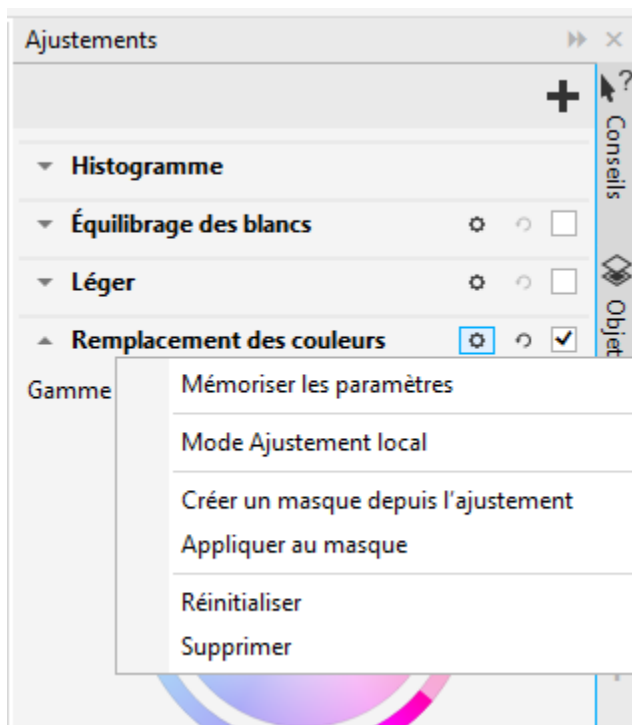 Ajustements
Histogramme
Équilibrage des blancs
Léger
Remplacement des couleurs
Gamme
Mémoriser les paramètres
Mode Ajustement local
Créer un masque depuis l'ajustement
Appliquer au masque
Réinitialiser
Supprimer
Conseils
Objet